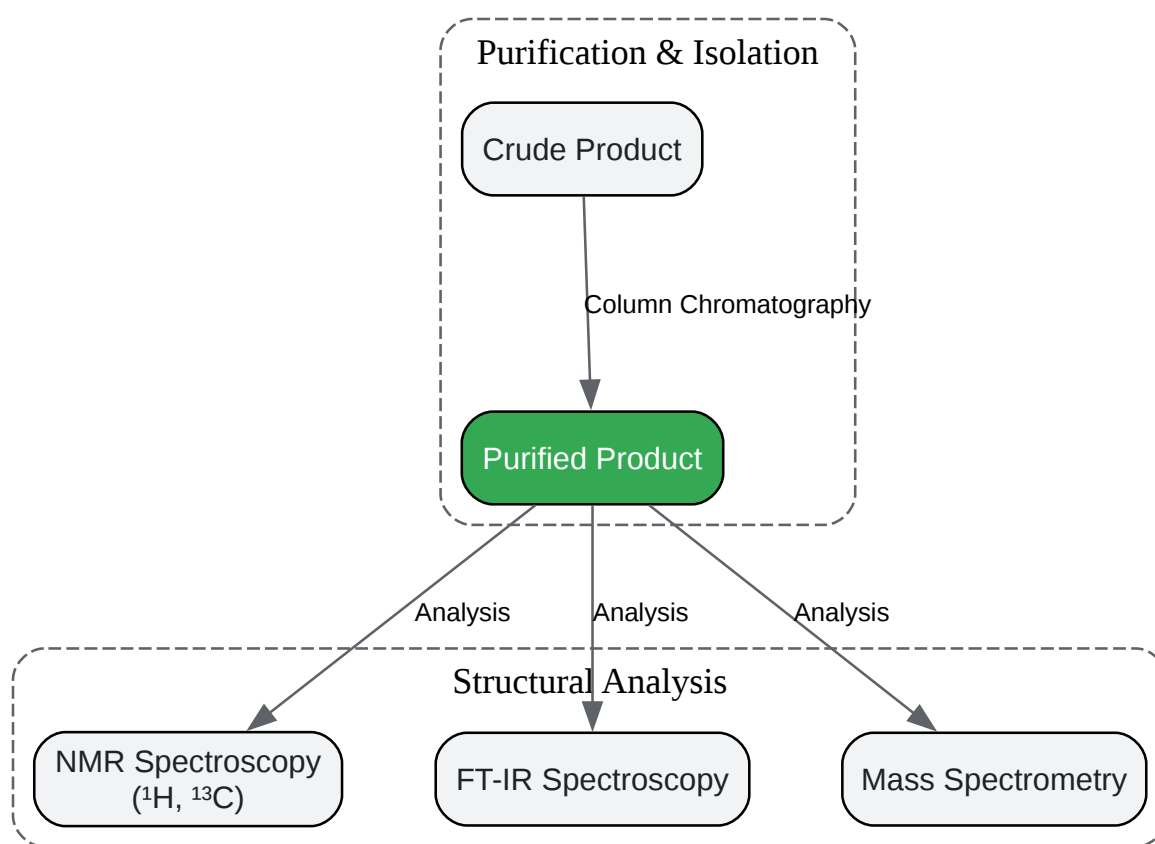 Purification & Isolation
Crude Product
Column Chromatography
Purified Product
Analysis
Analysis
Analysis
Structural Analysis
NMR Spectroscopy
(¹H, ¹³C)
FT-IR Spectroscopy
Mass Spectrometry